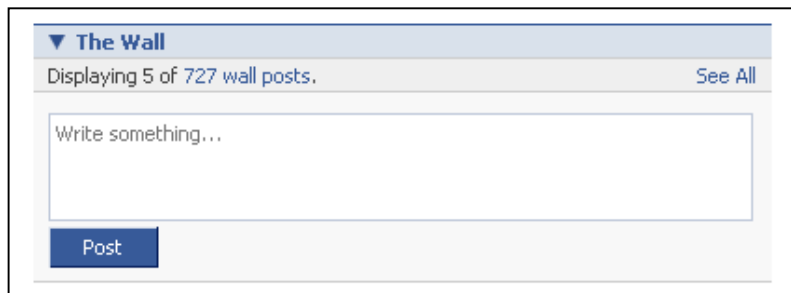 ▼ The Wall
Displaying 5 of 727 wall posts. See All
Write something...
Post